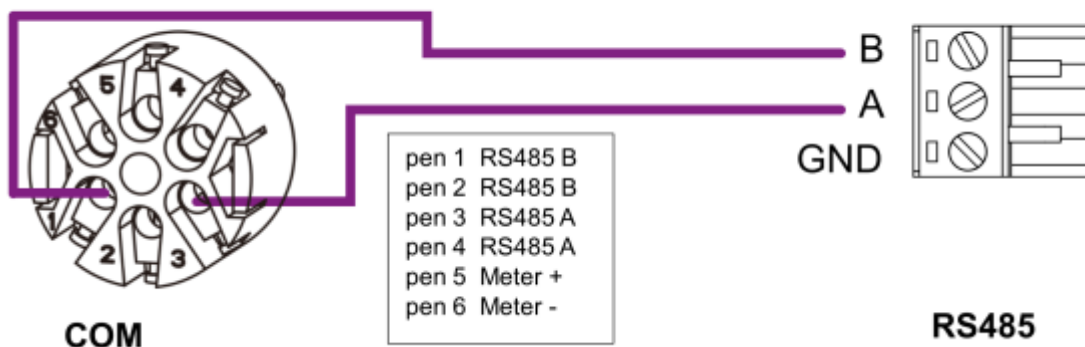 B
A
GND
5
4
6
1
2
3
pen 1 RS485 B
pen 2 RS485 B
pen 3 RS485 A
pen 4 RS485 A
pen 5 Meter +
pen 6 Meter -
COM
RS485